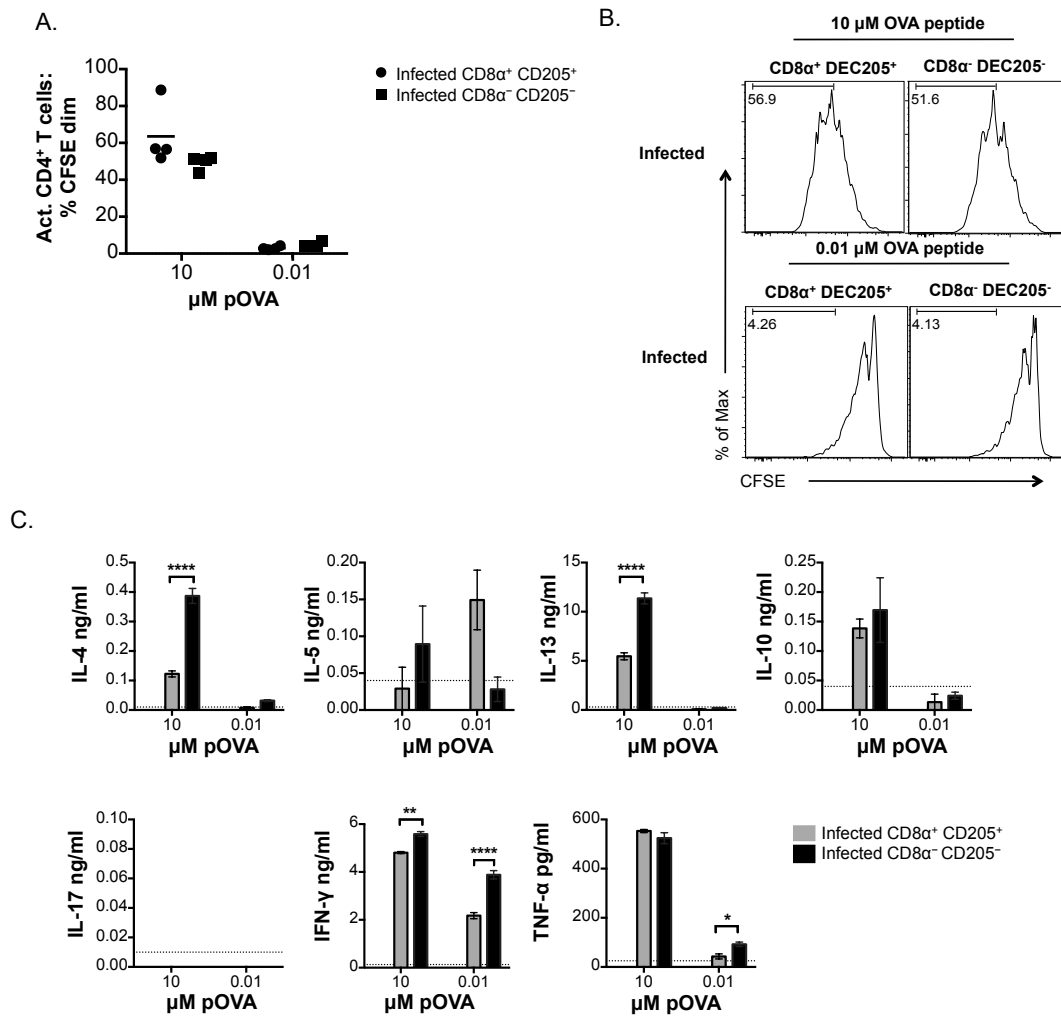 A.
Act. CD4⁺ T cells:
% CFSE dim
100
80
60
40
20
0
10
0.01
µM pOVA
Infected CD8α⁺ CD205⁺
Infected CD8α⁻ CD205⁻
B.
10 µM OVA peptide
CD8α⁺ DEC205⁺
CD8α⁻ DEC205⁻
56.9
51.6
Infected
0.01 µM OVA peptide
CD8α⁺ DEC205⁺
CD8α⁻ DEC205⁻
4.26
4.13
Infected
% of Max
CFSE
C.
IL-4 ng/ml
0.5
0.4
0.3
0.2
0.1
0.0
****
10
0.01
µM pOVA
IL-5 ng/ml
0.20
0.15
0.10
0.05
0.00
10
0.01
µM pOVA
IL-13 ng/ml
15
10
5
0
****
10
0.01
µM pOVA
IL-10 ng/ml
0.25
0.20
0.15
0.10
0.05
0.00
10
0.01
µM pOVA
IL-17 ng/ml
0.10
0.08
0.06
0.04
0.02
0.00
10
0.01
µM pOVA
IFN-γ ng/ml
6
4
2
0
**
****
10
0.01
µM pOVA
TNF-α pg/ml
600
400
200
0
*
10
0.01
µM pOVA
Infected CD8α⁺ CD205⁺
Infected CD8α⁻ CD205⁻